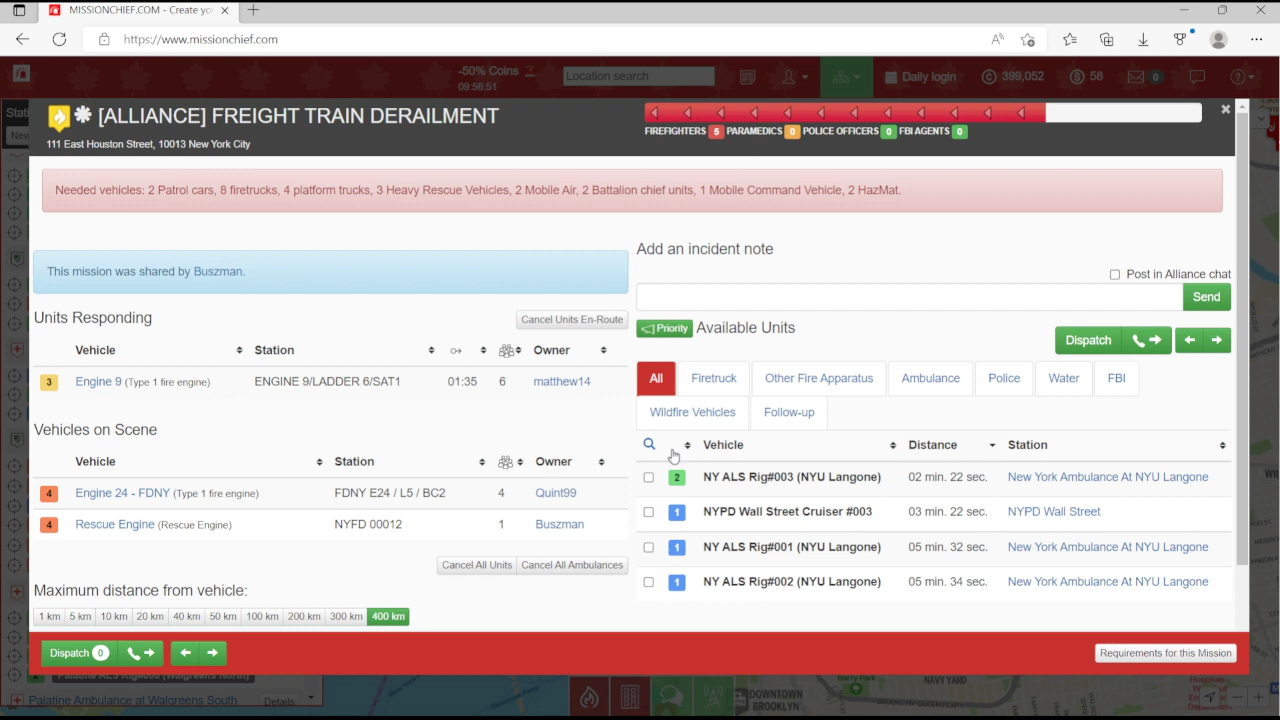 MISSIONCHIEF.COM - Create yo
https://www.missionchief.com
-50% Coins
09:56:51
Location search
Daily login
399,052
58
0
Stati
New
[ALLIANCE] FREIGHT TRAIN DERAILMENT
111 East Houston Street, 10013 New York City
FIREFIGHTERS 5 PARAMEDICS 0 POLICE OFFICERS 0 FBI AGENTS 0
Needed vehicles: 2 Patrol cars, 8 firetrucks, 4 platform trucks, 3 Heavy Rescue Vehicles, 2 Mobile Air, 2 Battalion chief units, 1 Mobile Command Vehicle, 2 HazMat.
This mission was shared by Buszman.
Units Responding
Cancel Units En-Route
Vehicle Station Owner
3 Engine 9 (Type 1 fire engine) ENGINE 9/LADDER 6/SAT1 01:35 6 matthew14
Vehicles on Scene
Vehicle Station Owner
4 Engine 24 - FDNY (Type 1 fire engine) FDNY E24 / L5 / BC2 4 Quint99
4 Rescue Engine (Rescue Engine) NYFD 00012 1 Buszman
Cancel All Units Cancel All Ambulances
Maximum distance from vehicle:
1 km 5 km 10 km 20 km 40 km 50 km 100 km 200 km 300 km 400 km
Add an incident note
Post in Alliance chat
Send
Priority Available Units
Dispatch
All Firetruck Other Fire Apparatus Ambulance Police Water FBI
Wildfire Vehicles Follow-up
Vehicle Distance Station
2 NY ALS Rig#003 (NYU Langone) 02 min. 22 sec. New York Ambulance At NYU Langone
1 NYPD Wall Street Cruiser #003 03 min. 22 sec. NYPD Wall Street
1 NY ALS Rig#001 (NYU Langone) 05 min. 32 sec. New York Ambulance At NYU Langone
1 NY ALS Rig#002 (NYU Langone) 05 min. 34 sec. New York Ambulance At NYU Langone
Dispatch 0
Requirements for this Mission
Palatine ALS Rig#000 (Walgreens North)
Palatine Ambulance at Walgreens South Details
DOWNTOWN
BROOKLYN
Barry Park
NAVY YARD
Hospitals